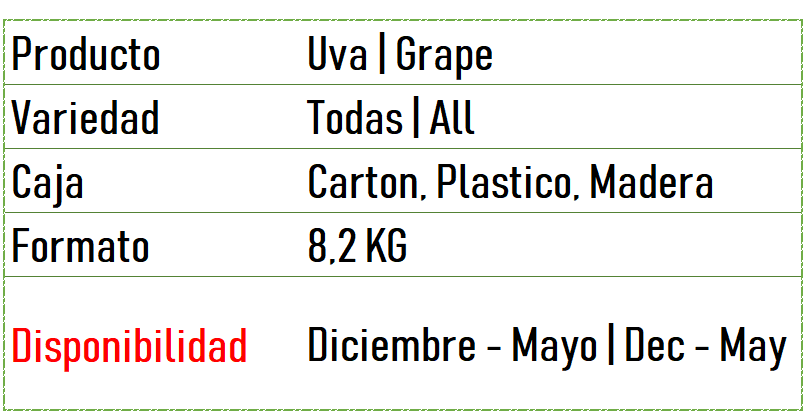 Producto Uva | Grape
Variedad Todas | All
Caja Carton, Plastico, Madera
Formato 8,2 KG
Disponibilidad Diciembre - Mayo | Dec - May